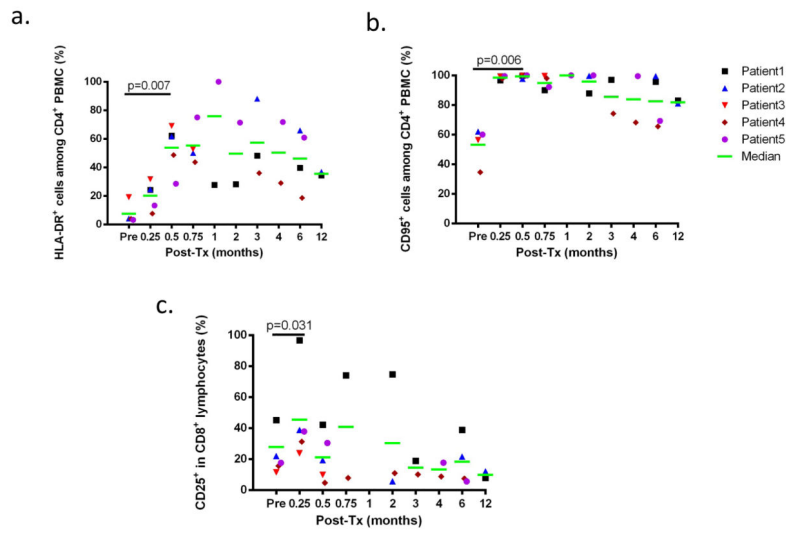 a.
HLA-DR⁺ cells among CD4⁺ PBMC (%)
p=0.007
100
80
60
40
20
0
Pre 0.25 0.5 0.75 1 2 3 4 6 12
Post-Tx (months)
b.
CD95⁺ cells among CD4⁺ PBMC (%)
p=0.006
100
80
60
40
20
0
Pre 0.25 0.5 0.75 1 2 3 4 6 12
Post-Tx (months)
Patient1
Patient2
Patient3
Patient4
Patient5
Median
c.
CD25⁺ in CD8⁺ lymphocytes (%)
p=0.031
100
80
60
40
20
0
Pre 0.25 0.5 0.75 1 2 3 4 6 12
Post-Tx (months)